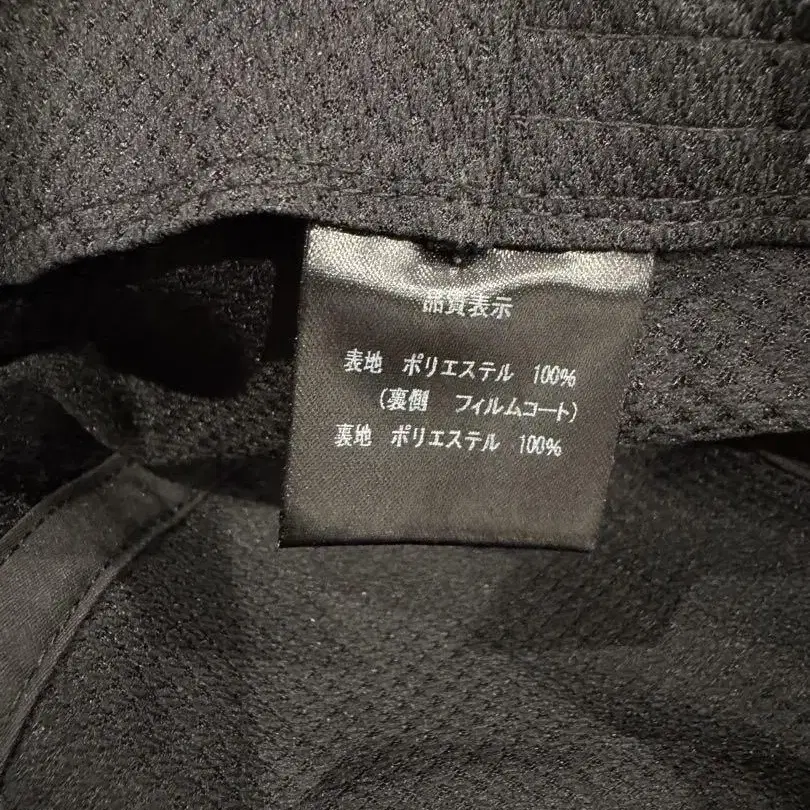 品質表示
表地 ポリエステル 100%
(裏側 フィルムコート)
裏地 ポリエステル 100%